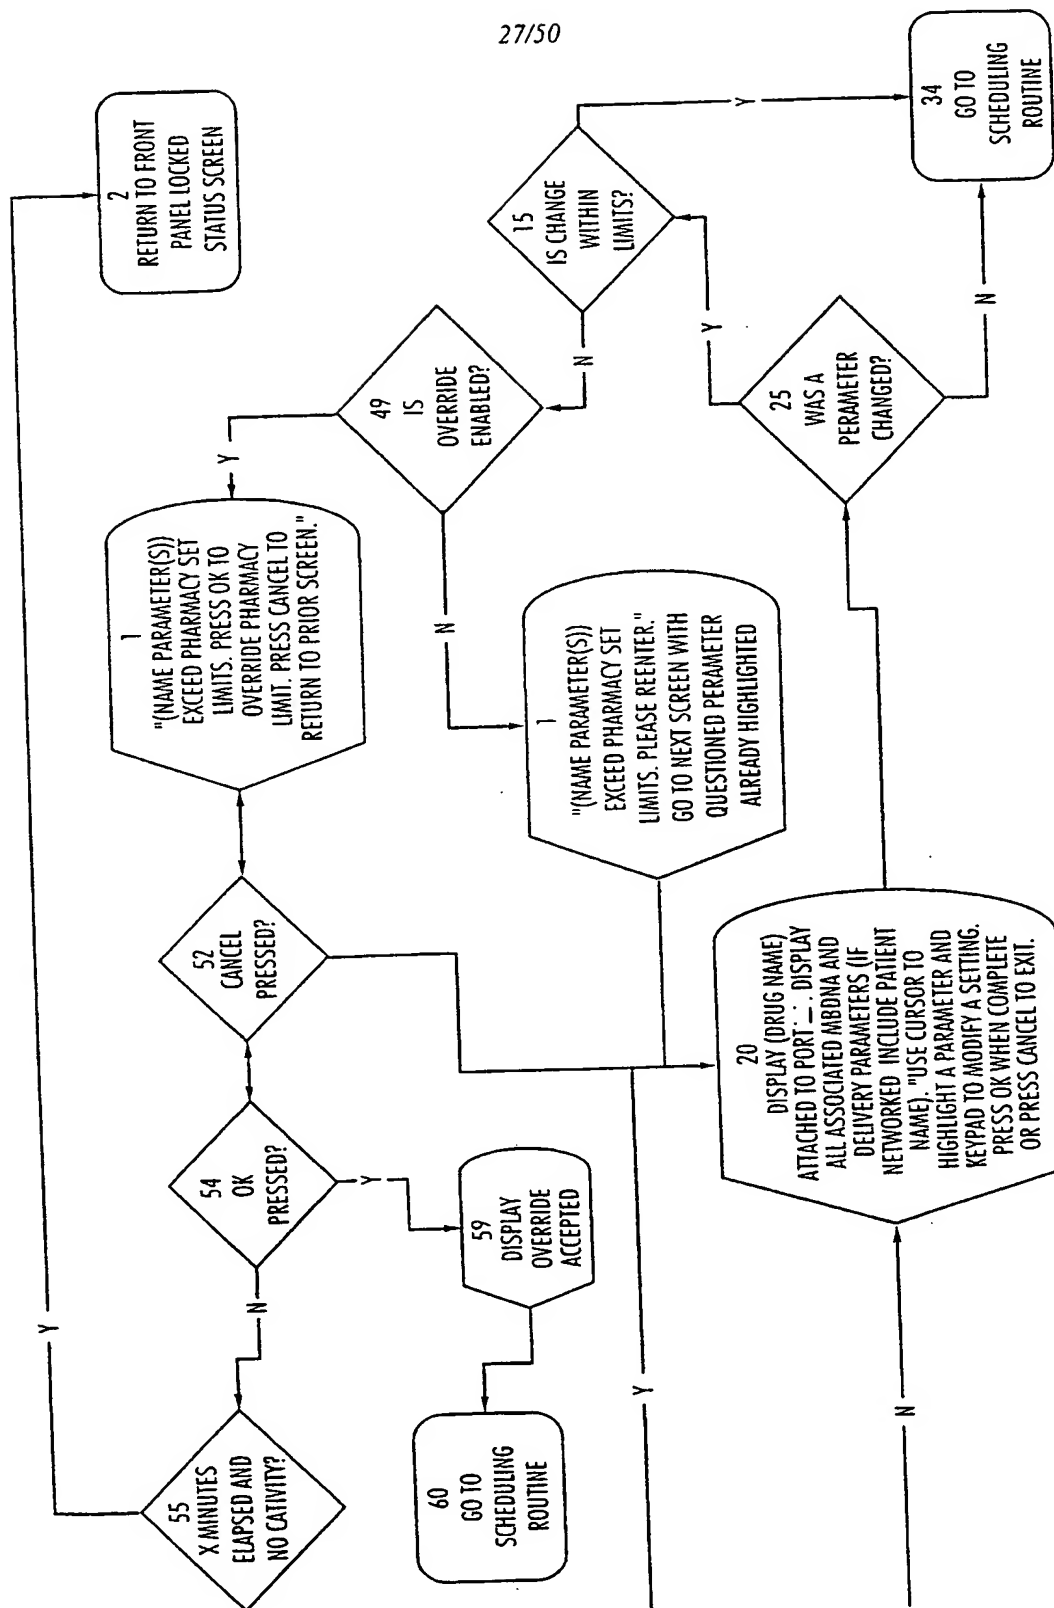 27/50
2
RETURN TO FRONT
PANEL LOCKED
STATUS SCREEN
Y
1
"(NAME PARAMETER(S))
EXCEED PHARMACY SET
LIMITS. PRESS OK TO
OVERRIDE PHARMACY
LIMIT. PRESS CANCEL TO
RETURN TO PRIOR SCREEN."
Y
49
IS
OVERRIDE
ENABLED?
N
15
IS CHANGE
WITHIN
LIMITS?
Y
34
GO TO
SCHEDULING
ROUTINE
N
Y
25
WAS A
PERAMETER
CHANGED?
N
1
"(NAME PARAMETER(S))
EXCEED PHARMACY SET
LIMITS. PLEASE REENTER."
GO TO NEXT SCREEN WITH
QUESTIONED PERAMETER
ALREADY HIGHLIGHTED
52
CANCEL
PRESSED?
54
OK
PRESSED?
Y
N
55
X MINUTES
ELAPSED AND
NO CATIVITY?
59
DISPLAY
OVERRIDE
ACCEPTED
60
GO TO
SCHEDULING
ROUTINE
Y
20
DISPLAY (DRUG NAME)
ATTACHED TO PORT _. DISPLAY
ALL ASSOCIATED MBDNA AND
DELIVERY PARAMETERS (IF
NETWORKED INCLUDE PATIENT
NAME). "USE CURSOR TO
HIGHLIGHT A PARAMETER AND
KEYPAD TO MODIFY A SETTING.
PRESS OK WHEN COMPLETE
OR PRESS CANCEL TO EXIT.
N